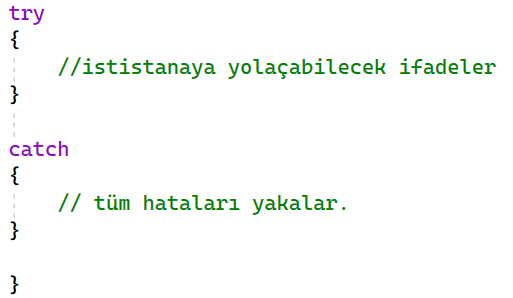 try
{
//ististanaya yolaçabilecek ifadeler
}
catch
{
// tüm hataları yakalar.
}
}